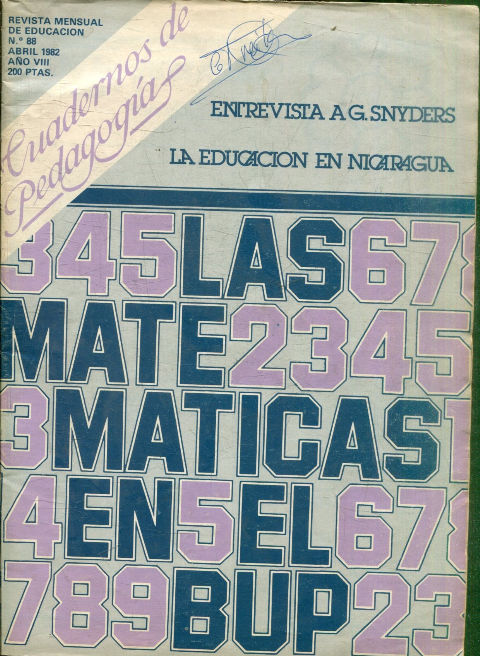 REVISTA MENSUAL
DE EDUCACION
N.º 88
ABRIL 1982
AÑO VIII
200 PTAS.
Cuadernos de
Pedagogía
ENTREVISTA A G. SNYDERS
LA EDUCACION EN NICARAGUA
345LAS678
MATE2345
3MATICAS1
4EN5EL678
789BUP23